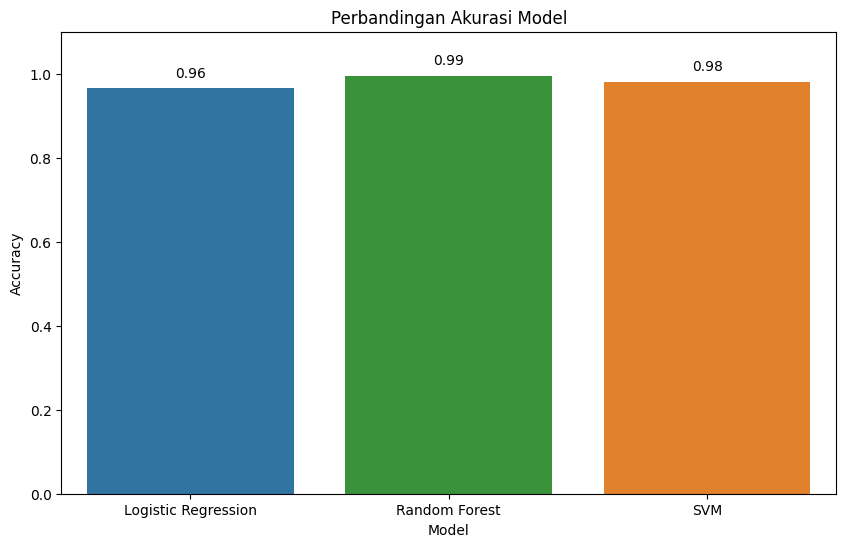 Perbandingan Akurasi Model
0.96
0.99
0.98
1.0
0.8
0.6
0.4
0.2
0.0
Accuracy
Logistic Regression
Random Forest
SVM
Model